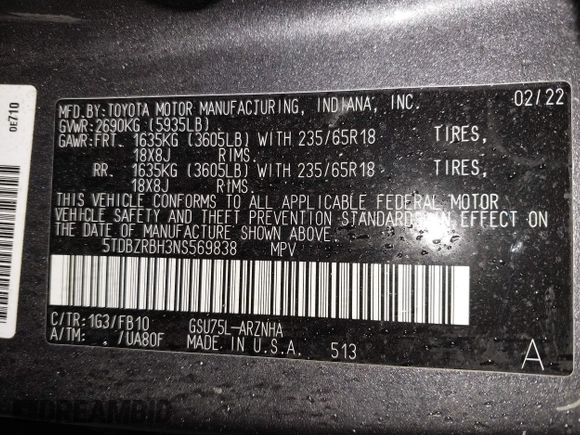 0E710
MFD.BY:TOYOTA MOTOR MANUFACTURING, INDIANA, INC. 02/22
GVWR:2690KG (5935LB)
GAWR:FRT. 1635KG (3605LB) WITH 235/65R18 TIRES,
18X8J RIMS.
RR. 1635KG (3605LB) WITH 235/65R18 TIRES,
18X8J RIMS.
THIS VEHICLE CONFORMS TO ALL APPLICABLE FEDERAL MOTOR
VEHICLE SAFETY AND THEFT PREVENTION STANDARDS IN EFFECT ON
THE DATE OF MANUFACTURE SHOWN ABOVE.
5TDBZRBH3NS569838 MPV
C/TR: 1G3/FB10 GSU75L-ARZNHA
A/TM: /UA80F MADE IN U.S.A. 513 A
DREAMBID